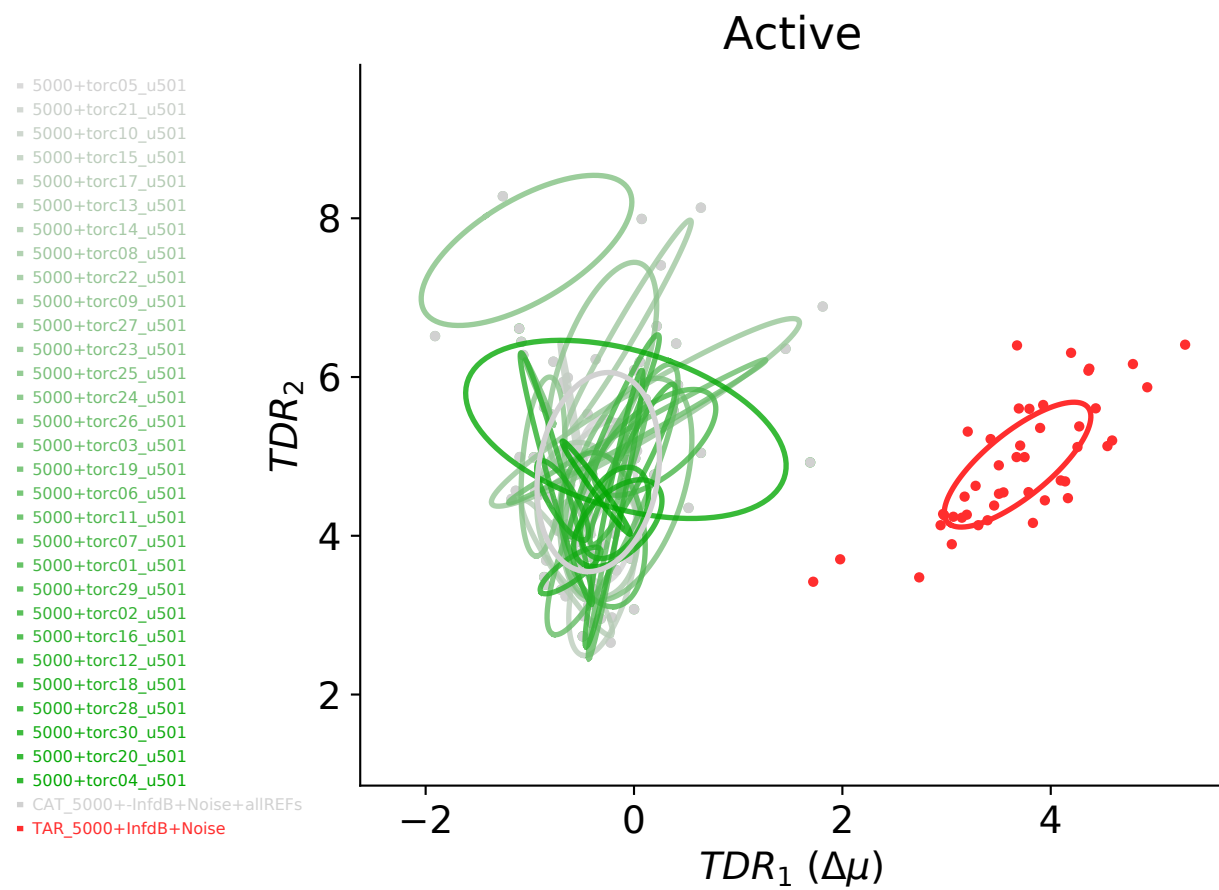 Active
5000+torc05_u501
5000+torc21_u501
5000+torc10_u501
5000+torc15_u501
5000+torc17_u501
5000+torc13_u501
5000+torc14_u501
5000+torc08_u501
5000+torc22_u501
5000+torc09_u501
5000+torc27_u501
5000+torc23_u501
5000+torc25_u501
5000+torc24_u501
5000+torc26_u501
5000+torc03_u501
5000+torc19_u501
5000+torc06_u501
5000+torc11_u501
5000+torc07_u501
5000+torc01_u501
5000+torc29_u501
5000+torc02_u501
5000+torc16_u501
5000+torc12_u501
5000+torc18_u501
5000+torc28_u501
5000+torc30_u501
5000+torc20_u501
5000+torc04_u501
CAT_5000+-InfdB+Noise+allREFs
TAR_5000+InfdB+Noise
TDR₂
8
6
4
2
−2 0 2 4
TDR₁ (Δμ)